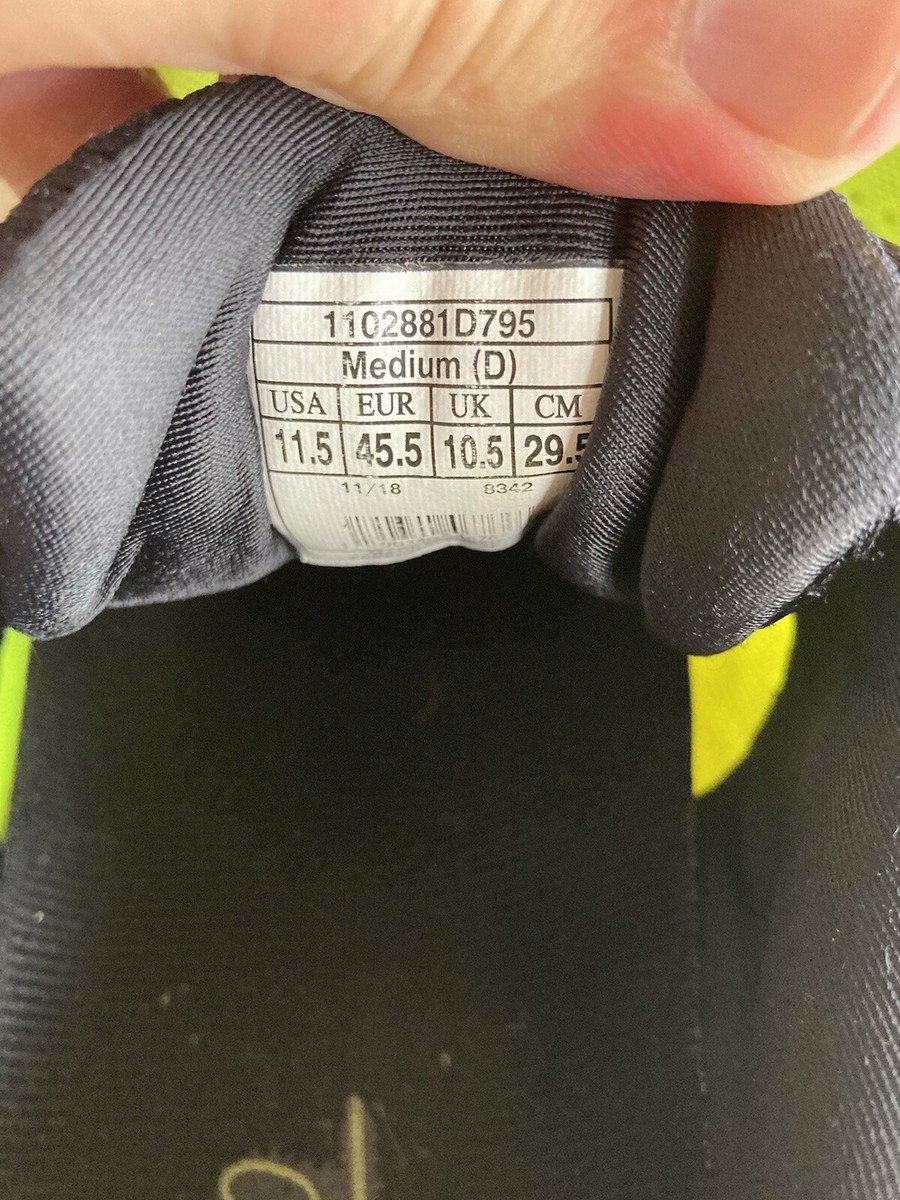 1102881D795
Medium (D)
USA EUR UK CM
11.5 45.5 10.5 29.5
11/18 8342